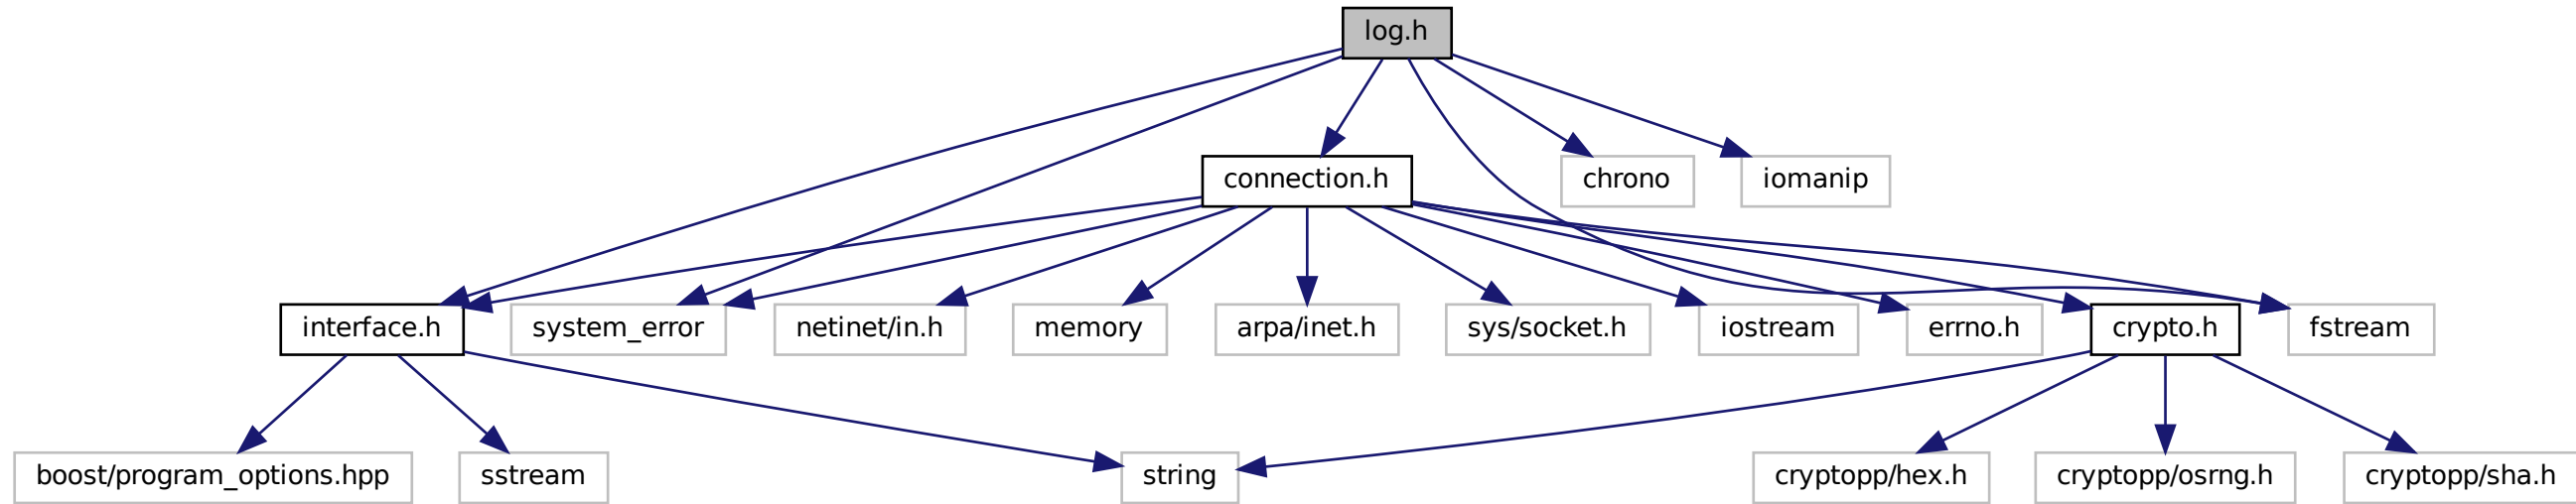 log.h
connection.h
chrono
iomanip
interface.h
system_error
netinet/in.h
memory
arpa/inet.h
sys/socket.h
iostream
errno.h
crypto.h
fstream
boost/program_options.hpp
sstream
string
cryptopp/hex.h
cryptopp/osrng.h
cryptopp/sha.h